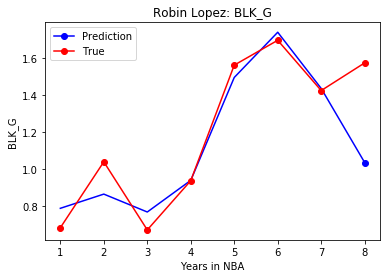 Robin Lopez: BLK_G
Prediction
True
BLK_G
1.6
1.4
1.2
1.0
0.8
1 2 3 4 5 6 7 8
Years in NBA